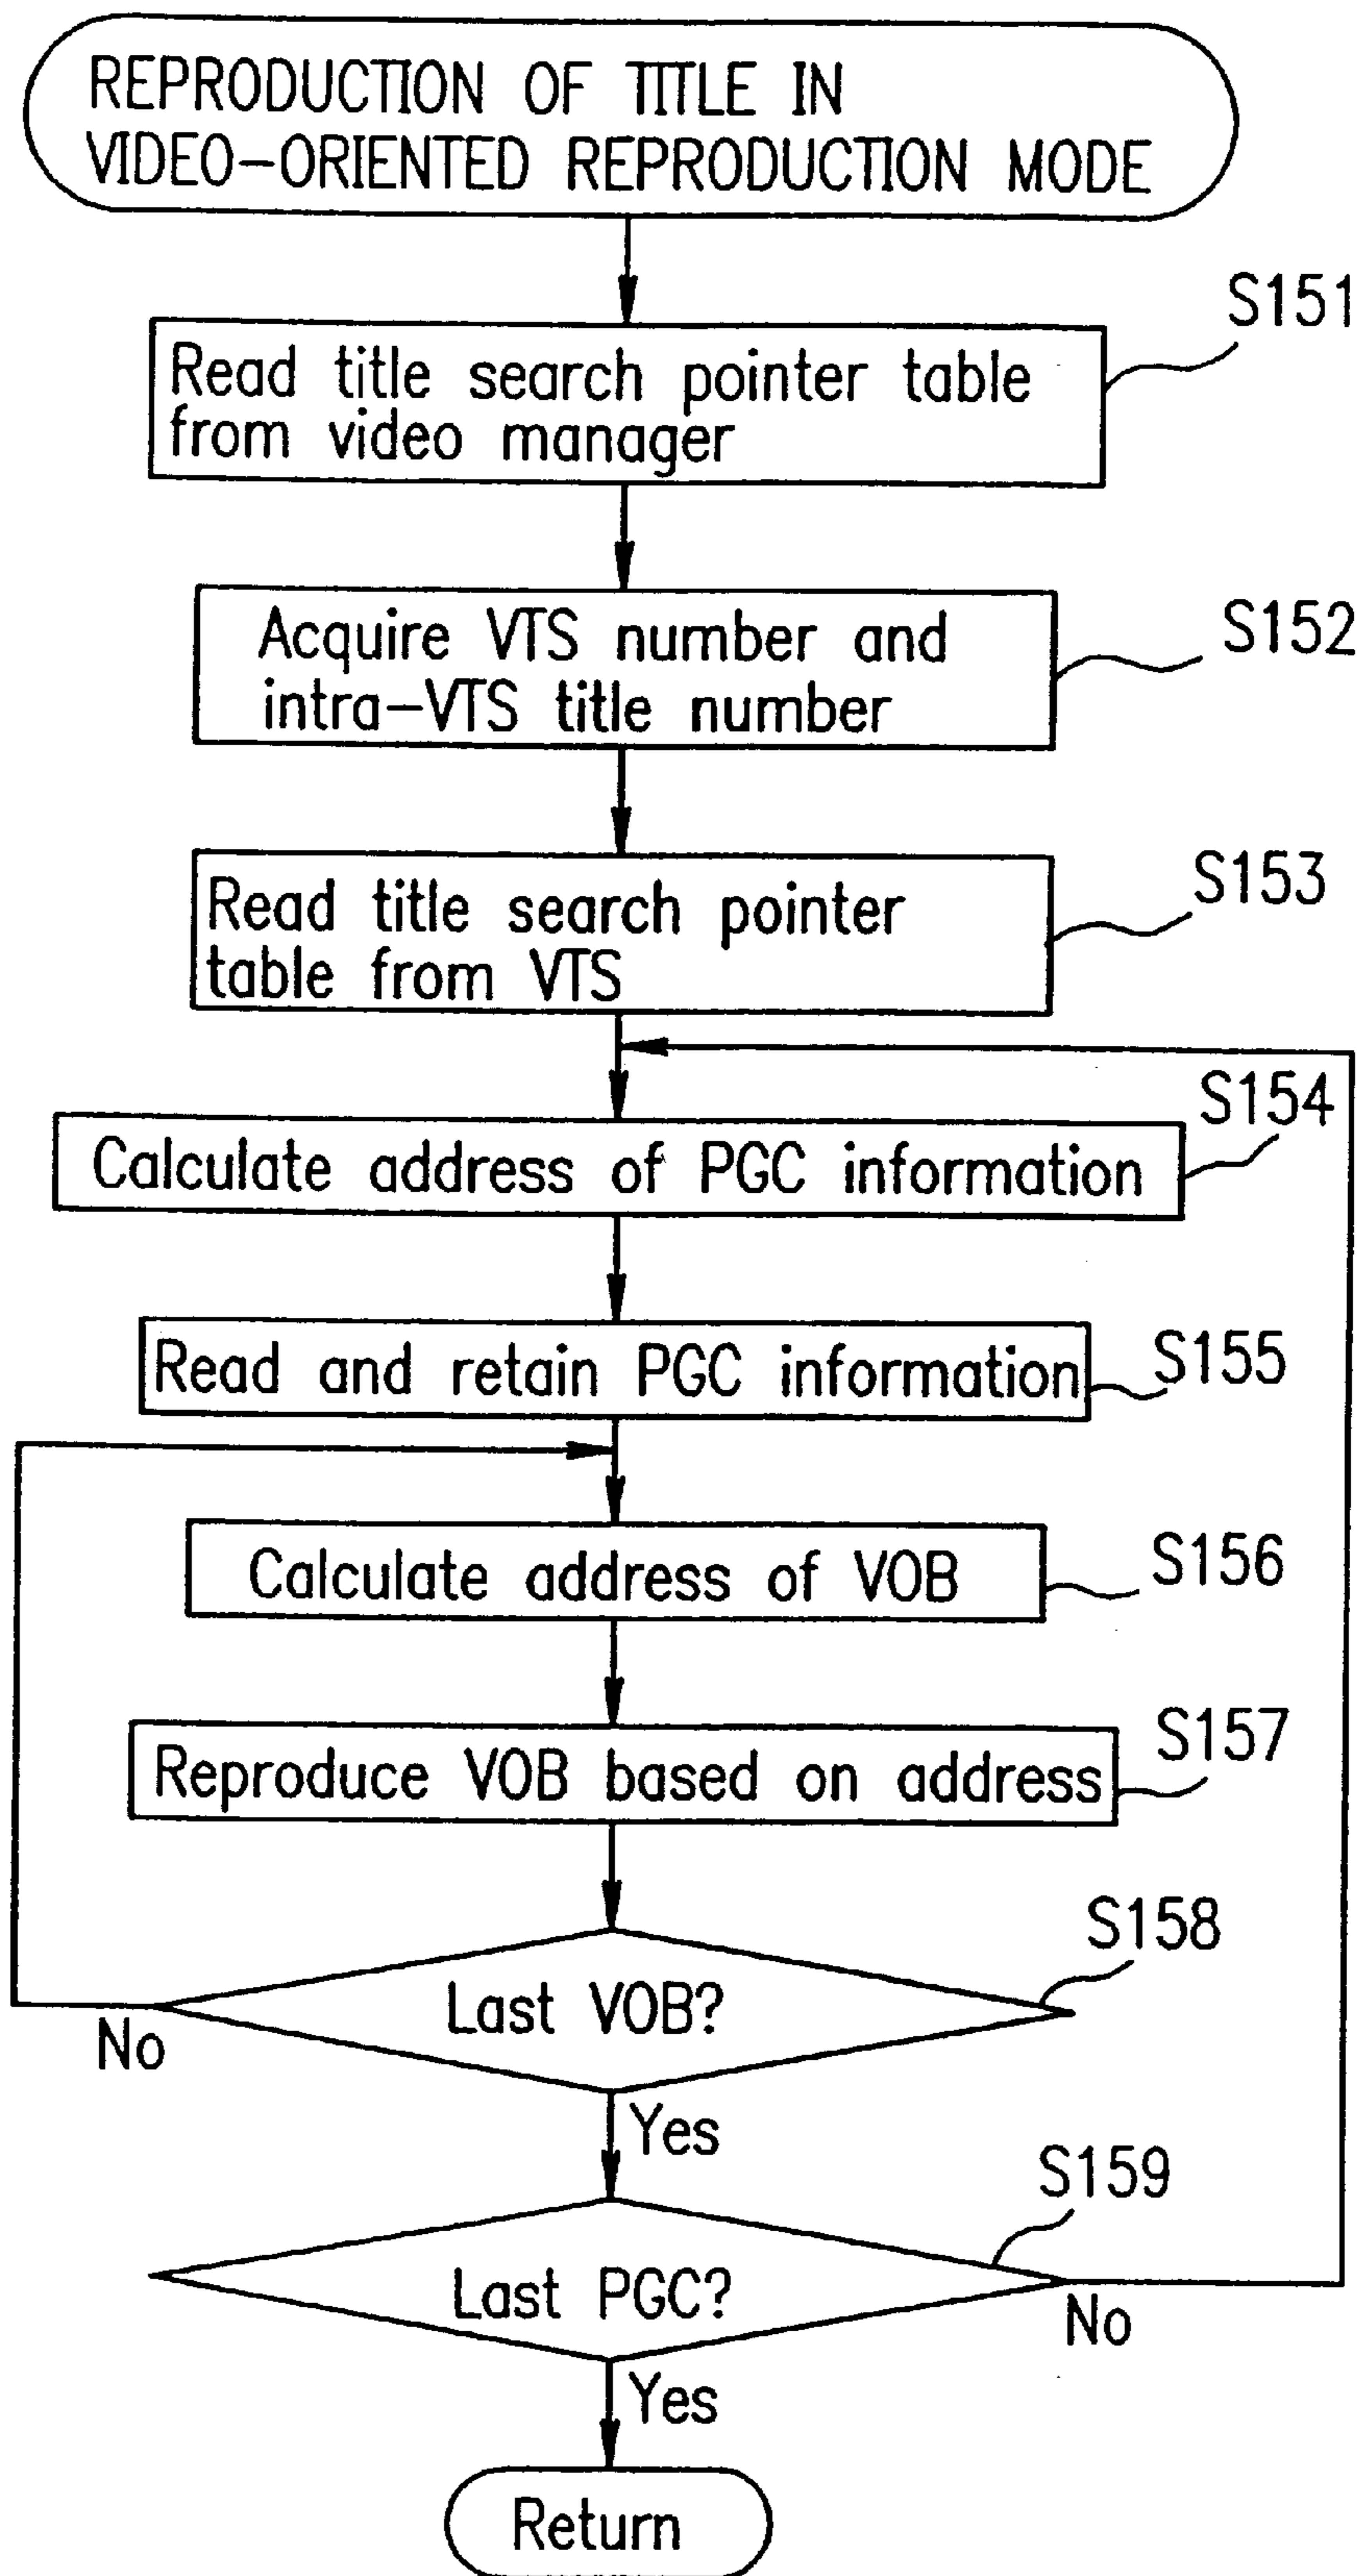 REPRODUCTION OF TITLE IN
VIDEO-ORIENTED REPRODUCTION MODE
S151
Read title search pointer table
from video manager
S152
Acquire VTS number and
intra-VTS title number
S153
Read title search pointer
table from VTS
S154
Calculate address of PGC information
S155
Read and retain PGC information
S156
Calculate address of VOB
S157
Reproduce VOB based on address
S158
Last VOB?
No
Yes
S159
Last PGC?
No
Yes
Return